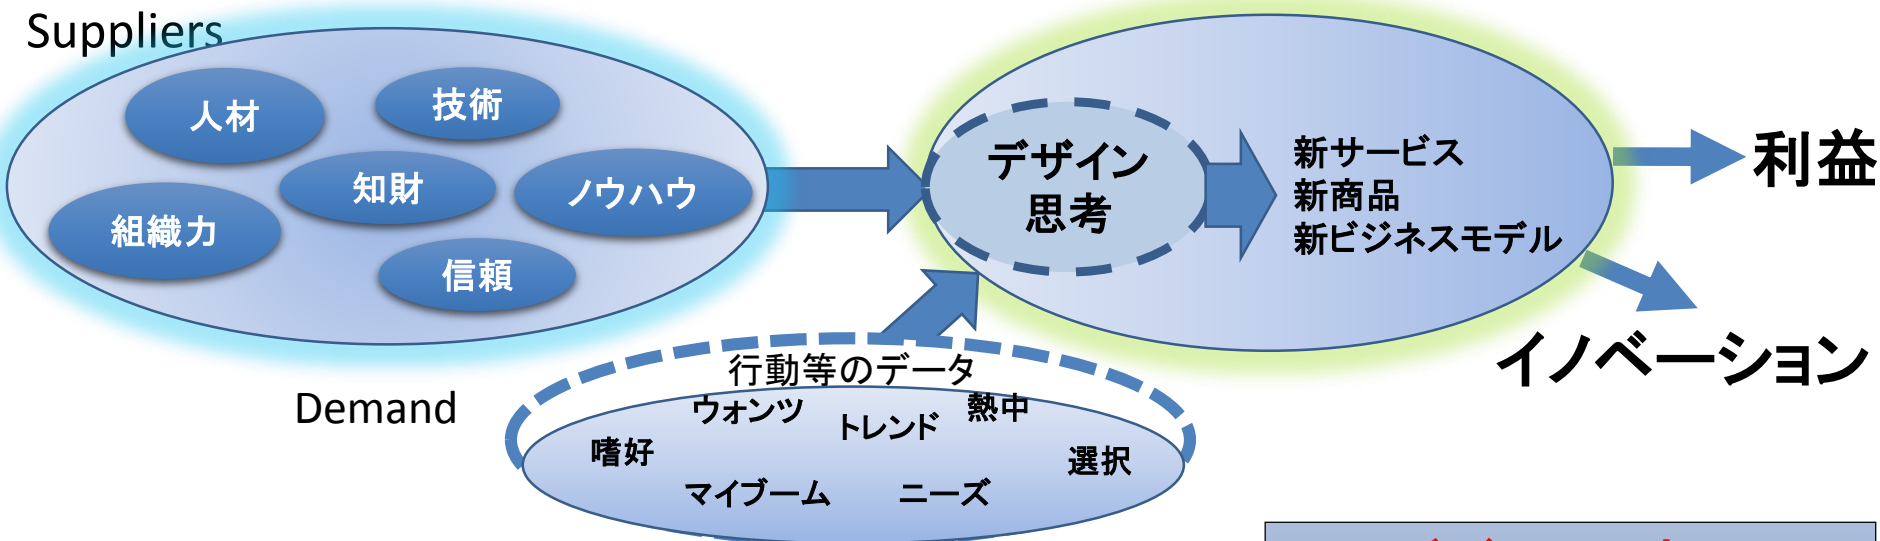 Suppliers
人材
技術
知財
ノウハウ
組織力
信頼
デザイン
思考
新サービス
新商品
新ビジネスモデル
利益
イノベーション
Demand
行動等のデータ
ウォンツ
トレンド
熱中
嗜好
選択
マイブーム
ニーズ